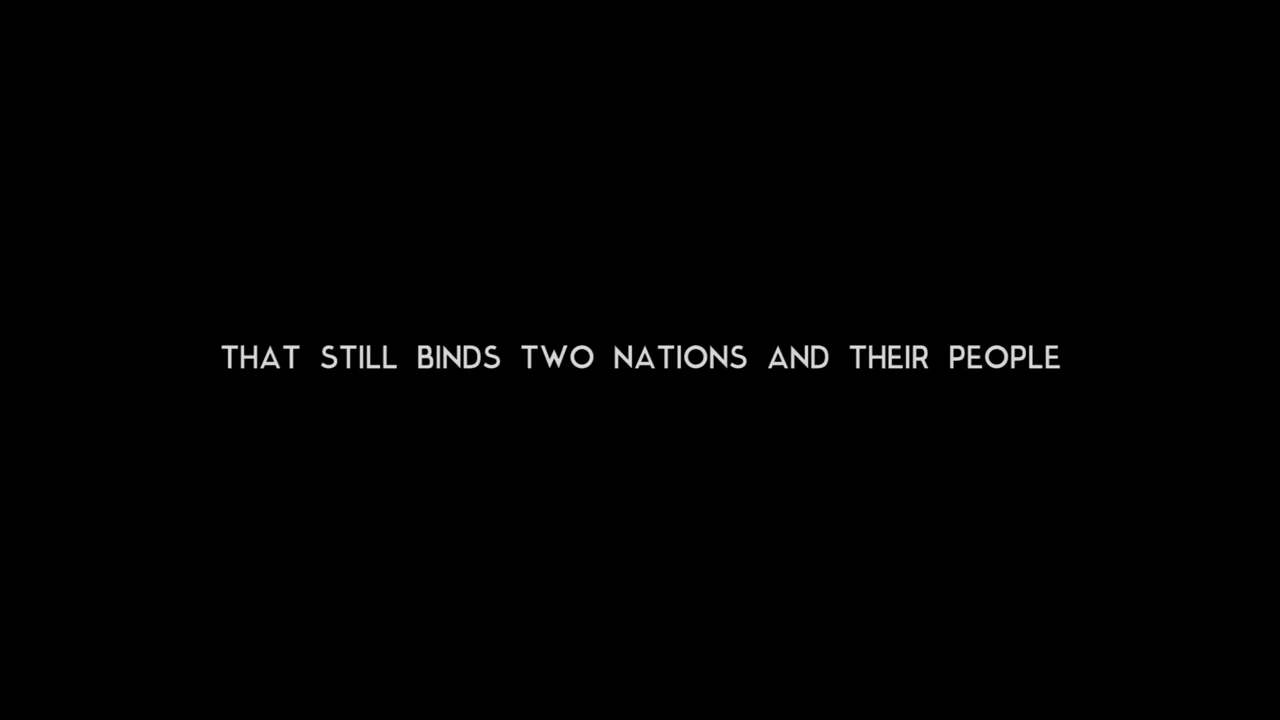 THAT STILL BINDS TWO NATIONS AND THEIR PEOPLE